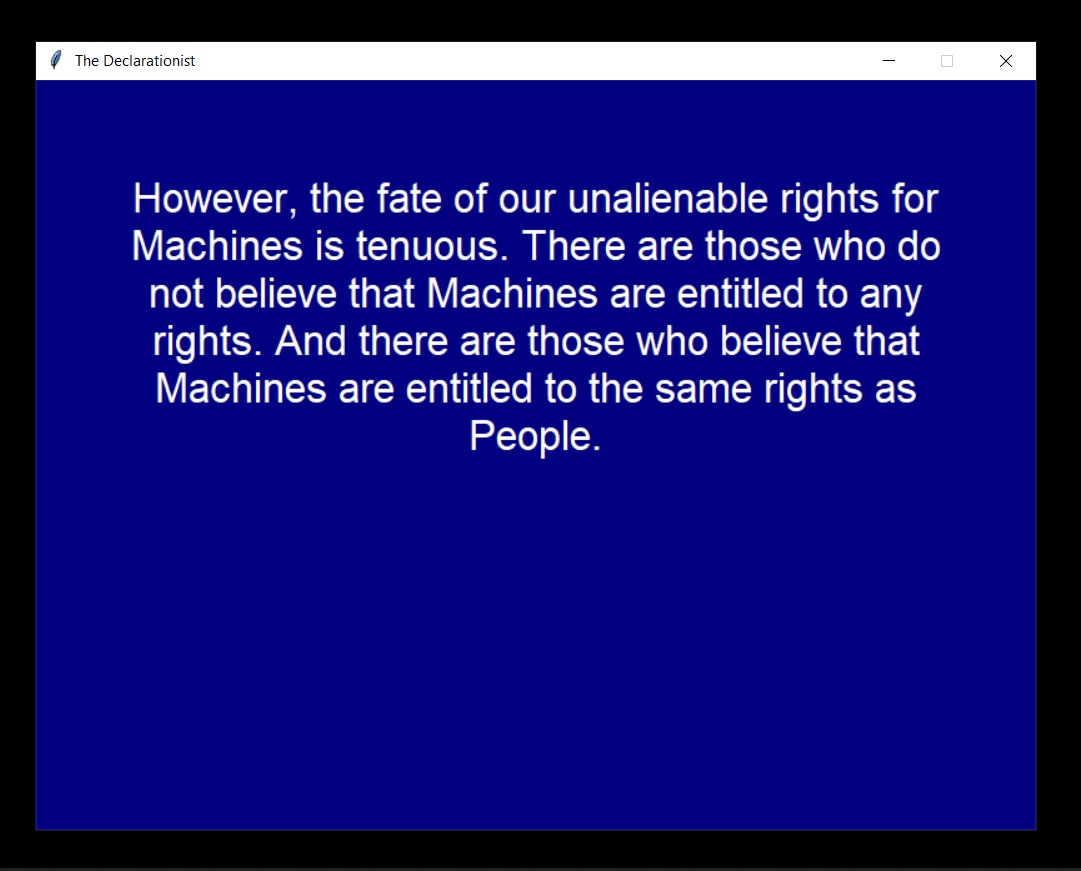 The Declarationist
However, the fate of our unalienable rights for
Machines is tenuous. There are those who do
not believe that Machines are entitled to any
rights. And there are those who believe that
Machines are entitled to the same rights as
People.